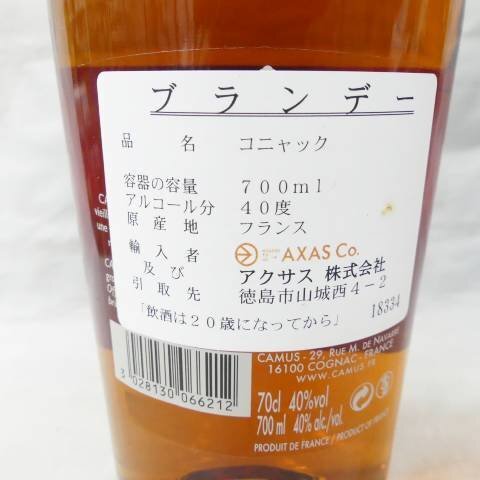 ブランデー
品名 コニャック
容器の容量 700ml
アルコール分 40度
原産地 フランス
輸入者 AXAS Co.
及び アクサス 株式会社
引取先 徳島市山城西4-2
「飲酒は20歳になってから」 18334
CAMUS - 29, RUE M. DE NAVARRE
16100 COGNAC - FRANCE
WWW.CAMUS.FR
3 028130 066212
70cl 40%vol
700 ml 40% alc./vol.
PRODUIT DE FRANCE / PRODUCT OF FRANCE